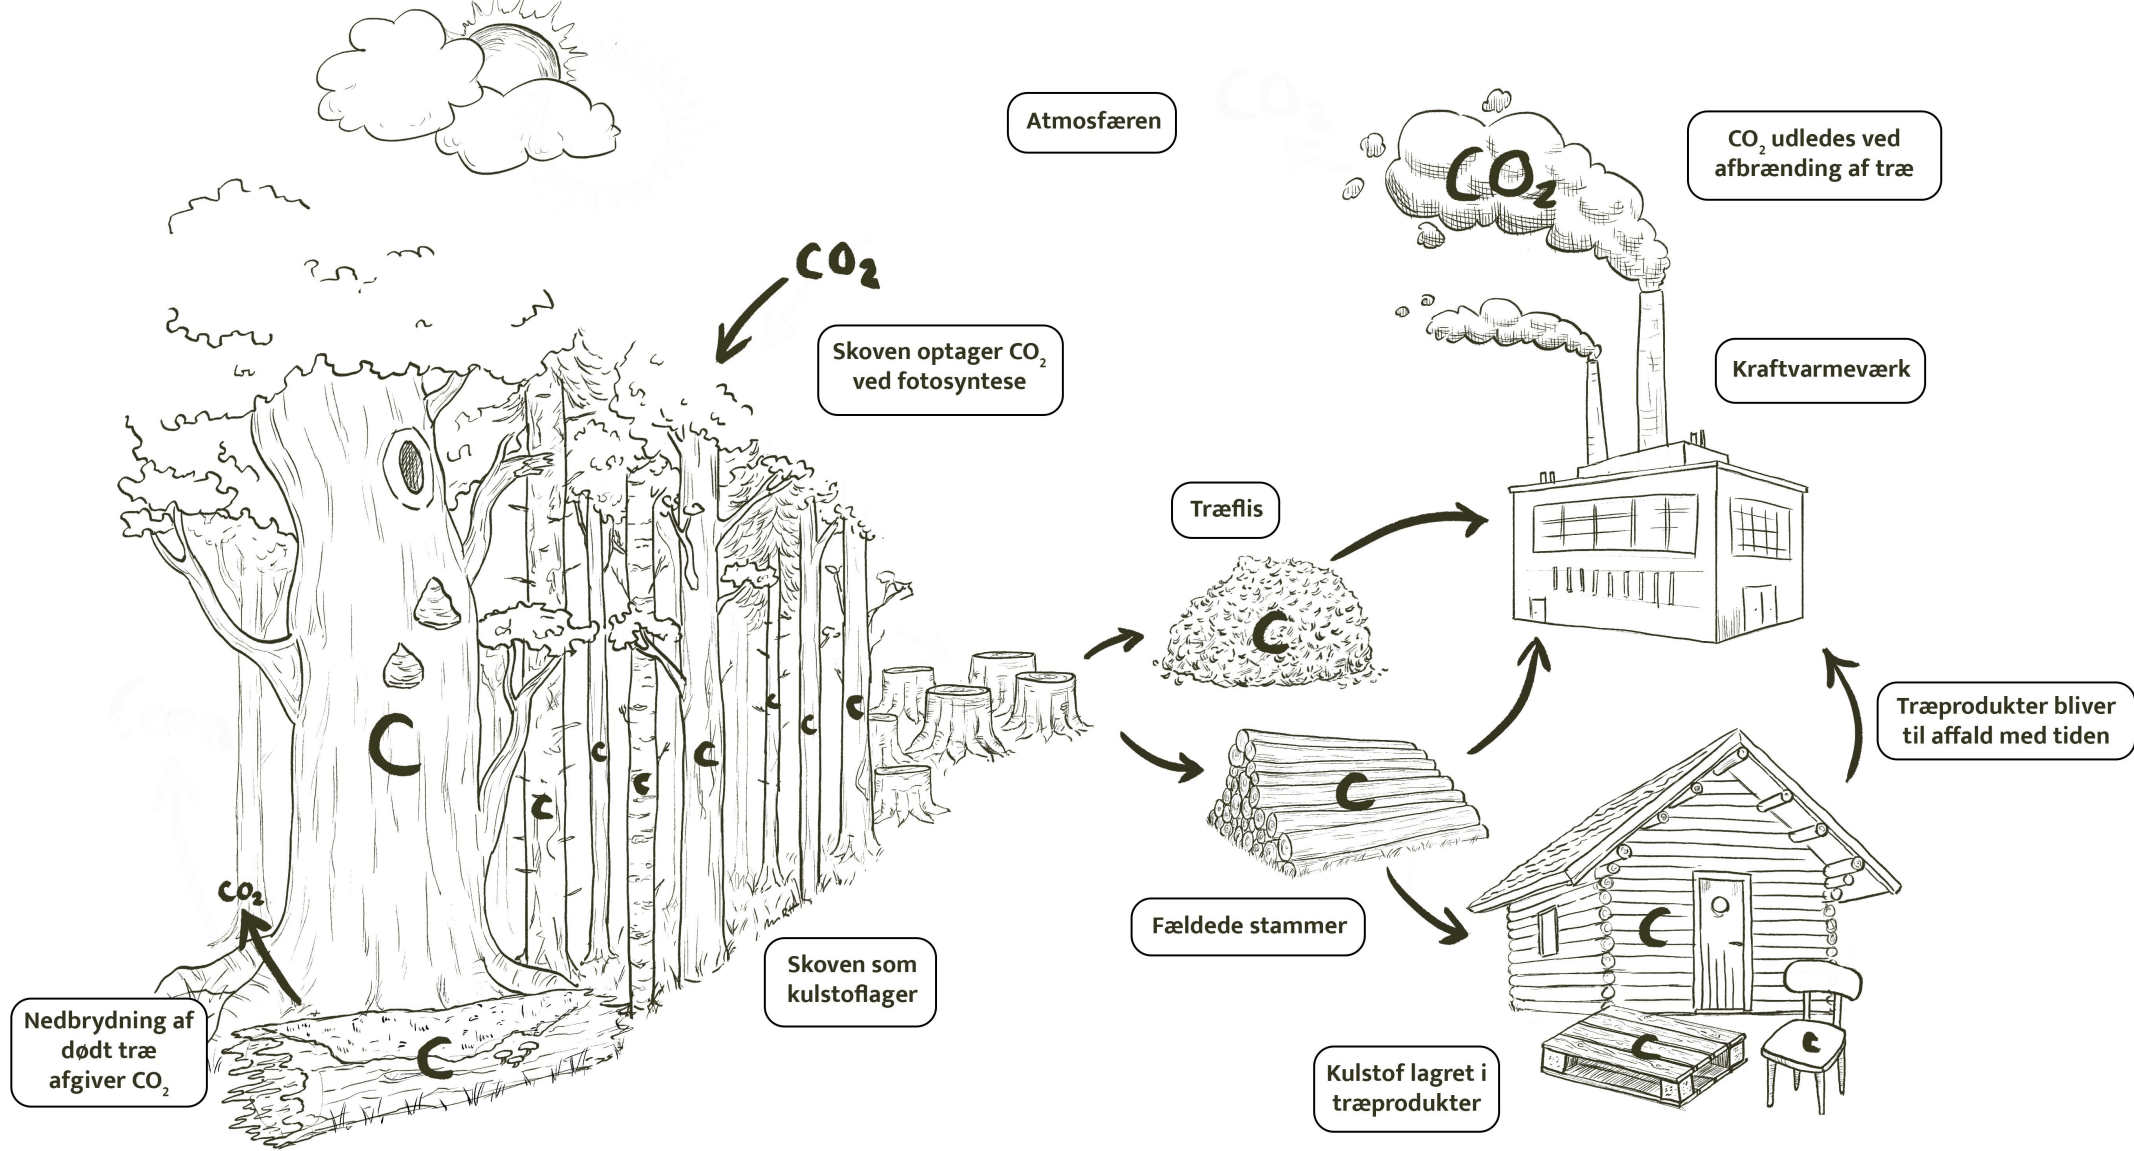 Atmosfæren
CO₂
CO₂ udledes ved
afbrænding af træ
CO₂
Skoven optager CO₂
ved fotosyntese
Kraftvarmeværk
Træflis
C
C
C
C
C
C
C
C
C
C
Træprodukter bliver
til affald med tiden
C
CO₂
Fældede stammer
C
Skoven som
kulstoflager
Nedbrydning af
dødt træ
afgiver CO₂
C
Kulstof lagret i
træprodukter
C
C